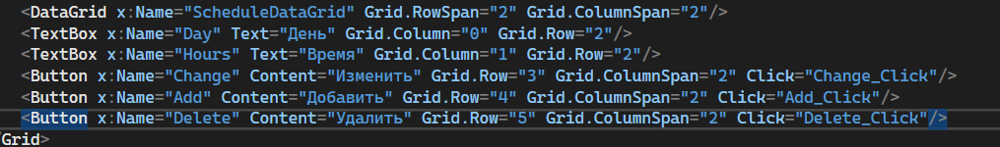 <DataGrid x:Name="ScheduleDataGrid" Grid.RowSpan="2" Grid.ColumnSpan="2"/>
<TextBox x:Name="Day" Text="День" Grid.Column="0" Grid.Row="2"/>
<TextBox x:Name="Hours" Text="Время" Grid.Column="1" Grid.Row="2"/>
<Button x:Name="Change" Content="Изменить" Grid.Row="3" Grid.ColumnSpan="2" Click="Change_Click"/>
<Button x:Name="Add" Content="Добавить" Grid.Row="4" Grid.ColumnSpan="2" Click="Add_Click"/>
<Button x:Name="Delete" Content="Удалить" Grid.Row="5" Grid.ColumnSpan="2" Click="Delete_Click"/>
/Grid>